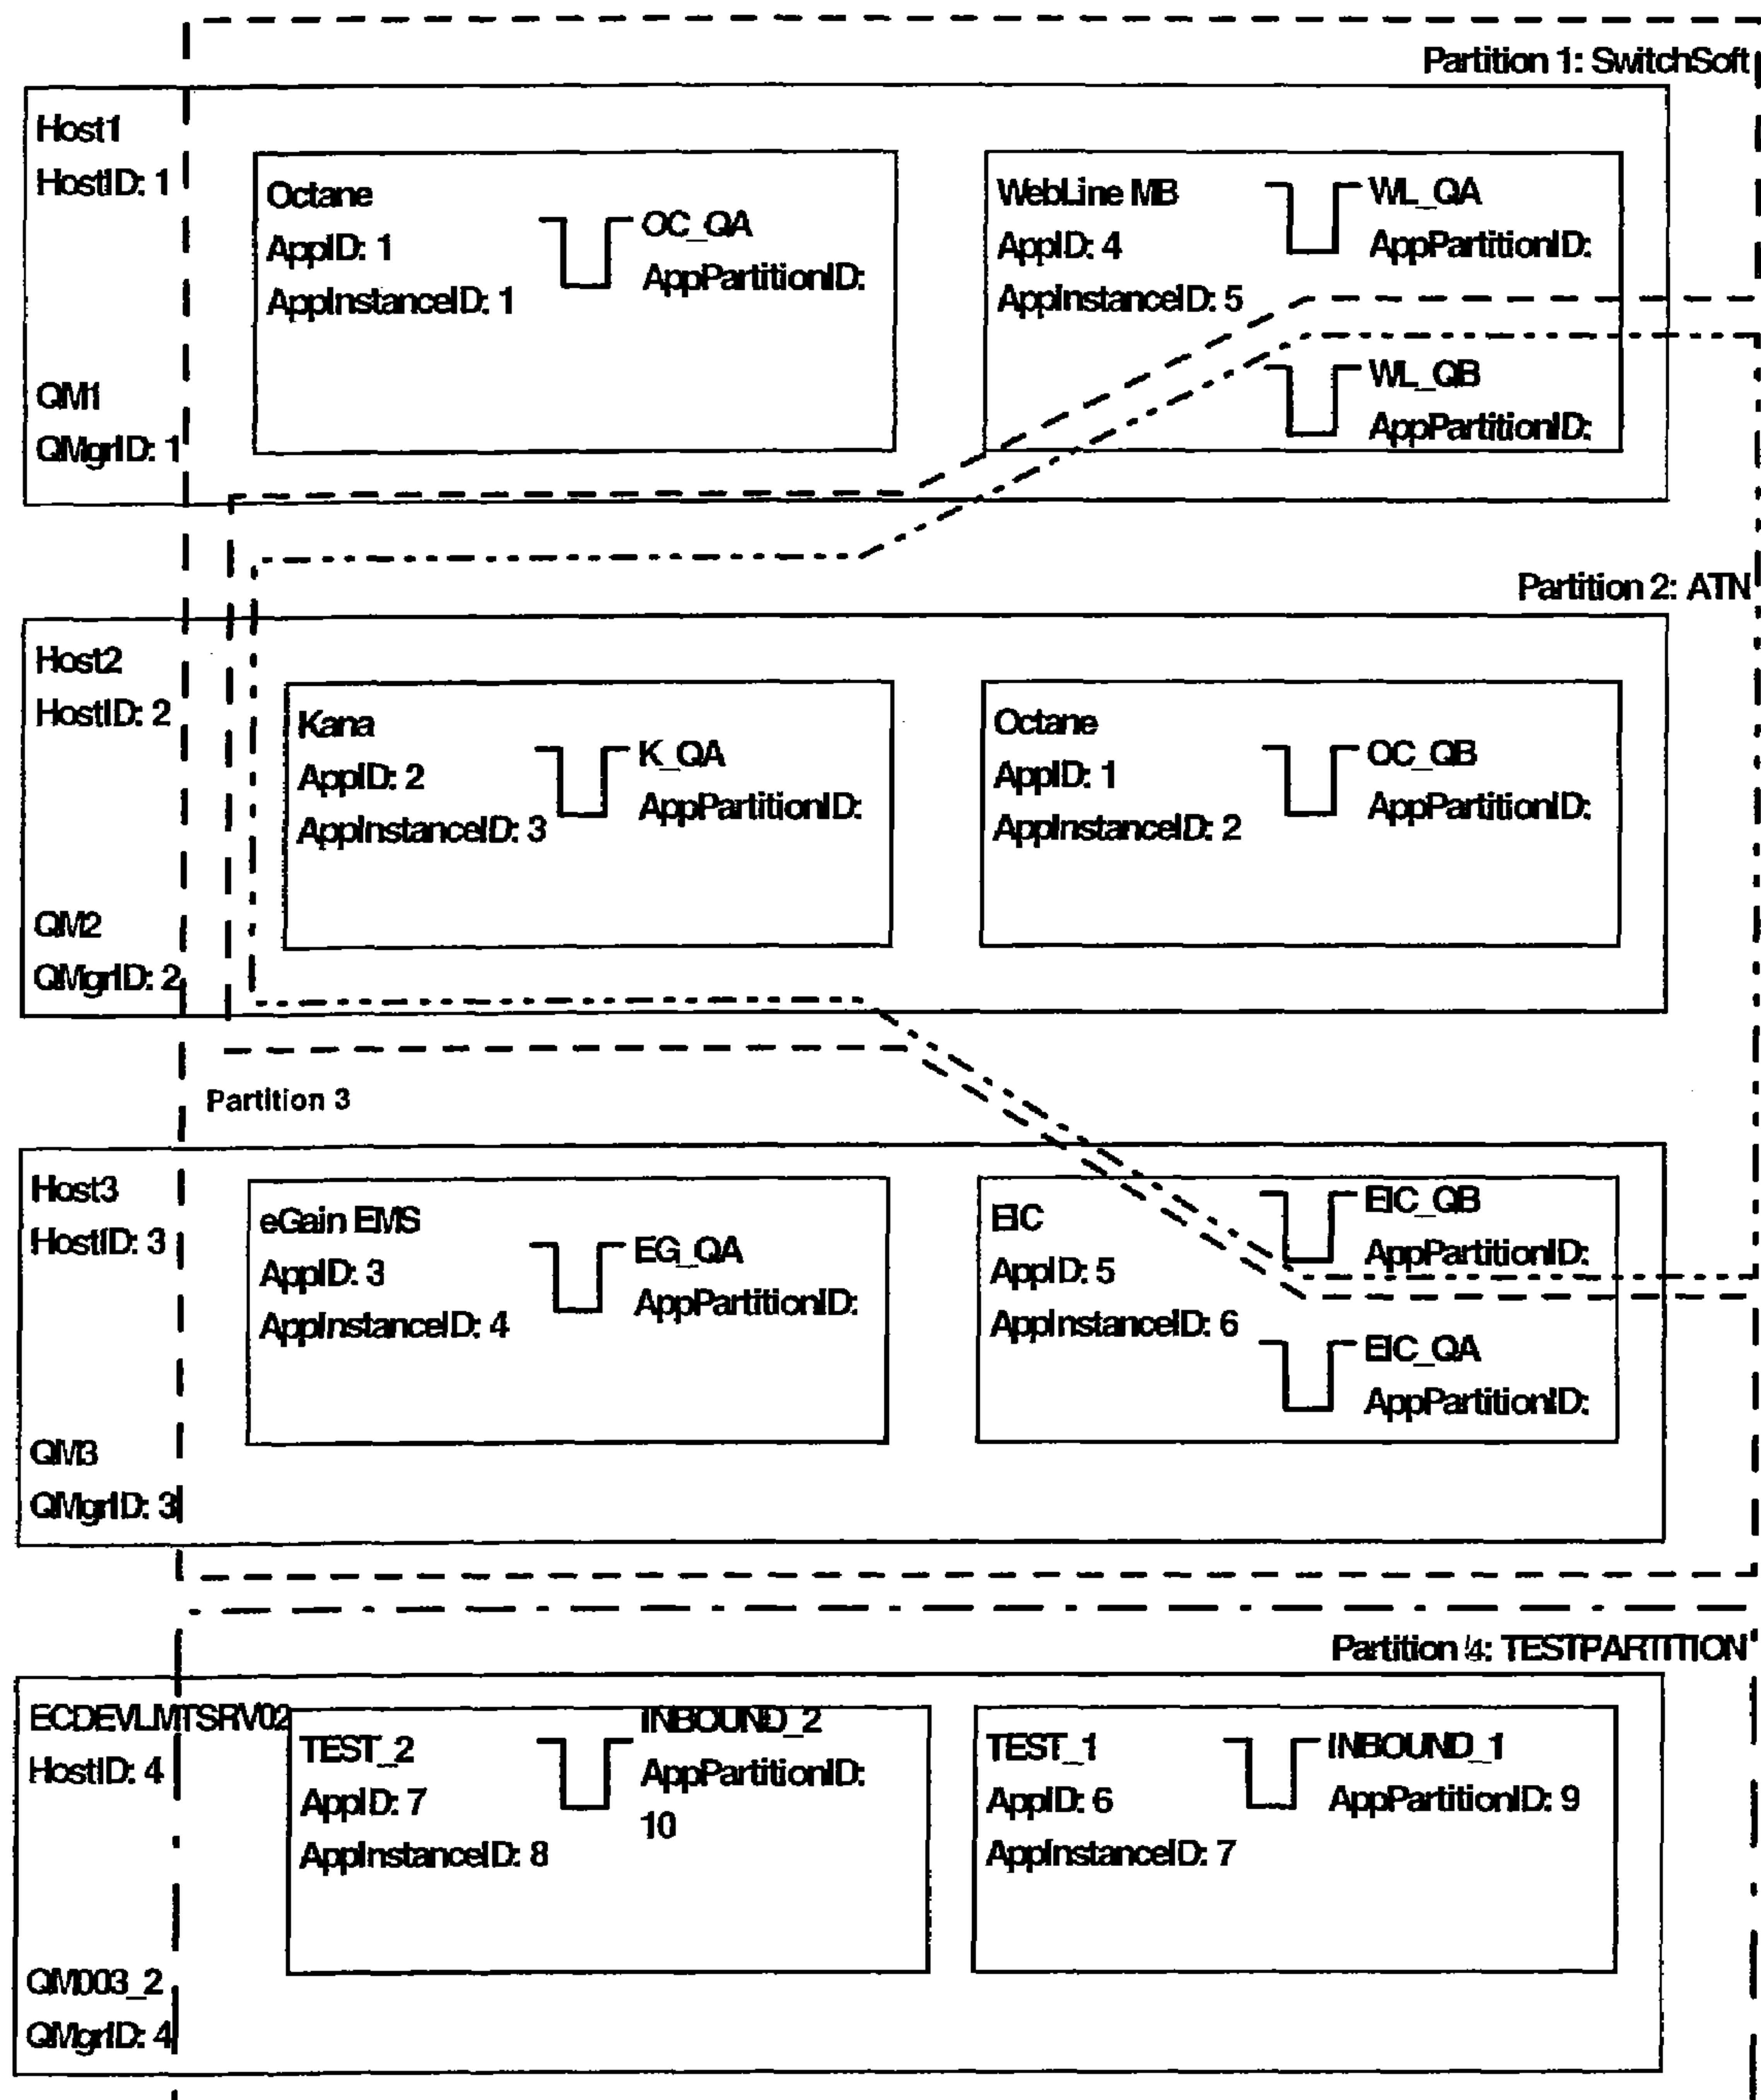 Partition 1: SwitchSoft
Host1
HostID: 1
QM1
QMgrID: 1
Octane
AppID: 1
AppInstanceID: 1
OC_QA
AppPartitionID:
WebLine MB
AppID: 4
AppInstanceID: 5
WL_QA
AppPartitionID:
WL_QB
AppPartitionID:
Partition 2: ATN
Host2
HostID: 2
QM2
QMgrID: 2
Kana
AppID: 2
AppInstanceID: 3
K_QA
AppPartitionID:
Octane
AppID: 1
AppInstanceID: 2
OC_QB
AppPartitionID:
Partition 3
Host3
HostID: 3
QM3
QMgrID: 3
eGain EMS
AppID: 3
AppInstanceID: 4
EG_QA
AppPartitionID:
EIC
AppID: 5
AppInstanceID: 6
EIC_QB
AppPartitionID:
EIC_QA
AppPartitionID:
Partition 4: TESTPARTITION
ECDEVLMTSRV02
HostID: 4
QM003_2
QMgrID: 4
TEST_2
AppID: 7
AppInstanceID: 8
INBOUND_2
AppPartitionID:
10
TEST_1
AppID: 6
AppInstanceID: 7
INBOUND_1
AppPartitionID: 9